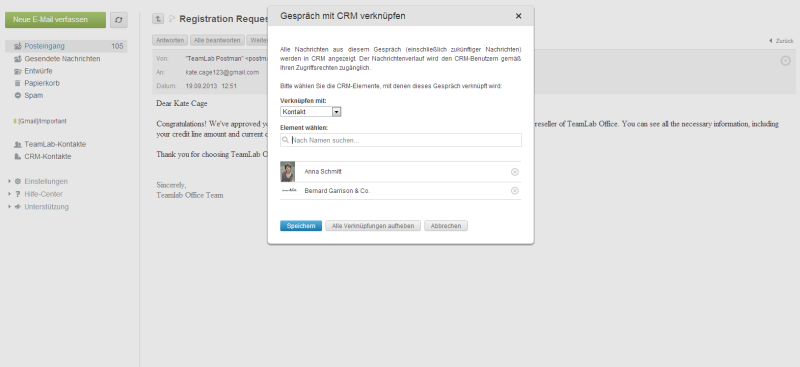 Neue E-Mail verfassen
Posteingang 105
Gesendete Nachrichten
Entwürfe
Papierkorb
Spam
[Gmail]/Important
TeamLab-Kontakte
CRM-Kontakte
Einstellungen
Hilfe-Center
Unterstützung
Registration Reque
Antworten Alle beantworten Weite
Zurück
Von: "TeamLab Postman" <postm
An: kate.cage123@gmail.com
Datum: 19.09.2013 12:51
Dear Kate Cage
Congratulations! We've approved yo
reseller of TeamLab Office. You can see all the necessary information, including
your credit line amount and current d
Thank you for choosing TeamLab O
Sincerely,
Teamlab Office Team
Gespräch mit CRM verknüpfen
Alle Nachrichten aus diesem Gespräch (einschließlich zukünftiger Nachrichten)
werden in CRM angezeigt. Der Nachrichtenverlauf wird den CRM-Benutzern gemäß
Ihren Zugriffsrechten zugänglich.
Bitte wählen Sie die CRM-Elemente, mit denen dieses Gespräch verknüpft wird:
Verknüpfen mit:
Kontakt
Element wählen:
Nach Namen suchen...
Anna Schmitt
Bernard Garrison & Co.
Speichern Alle Verknüpfungen aufheben Abbrechen